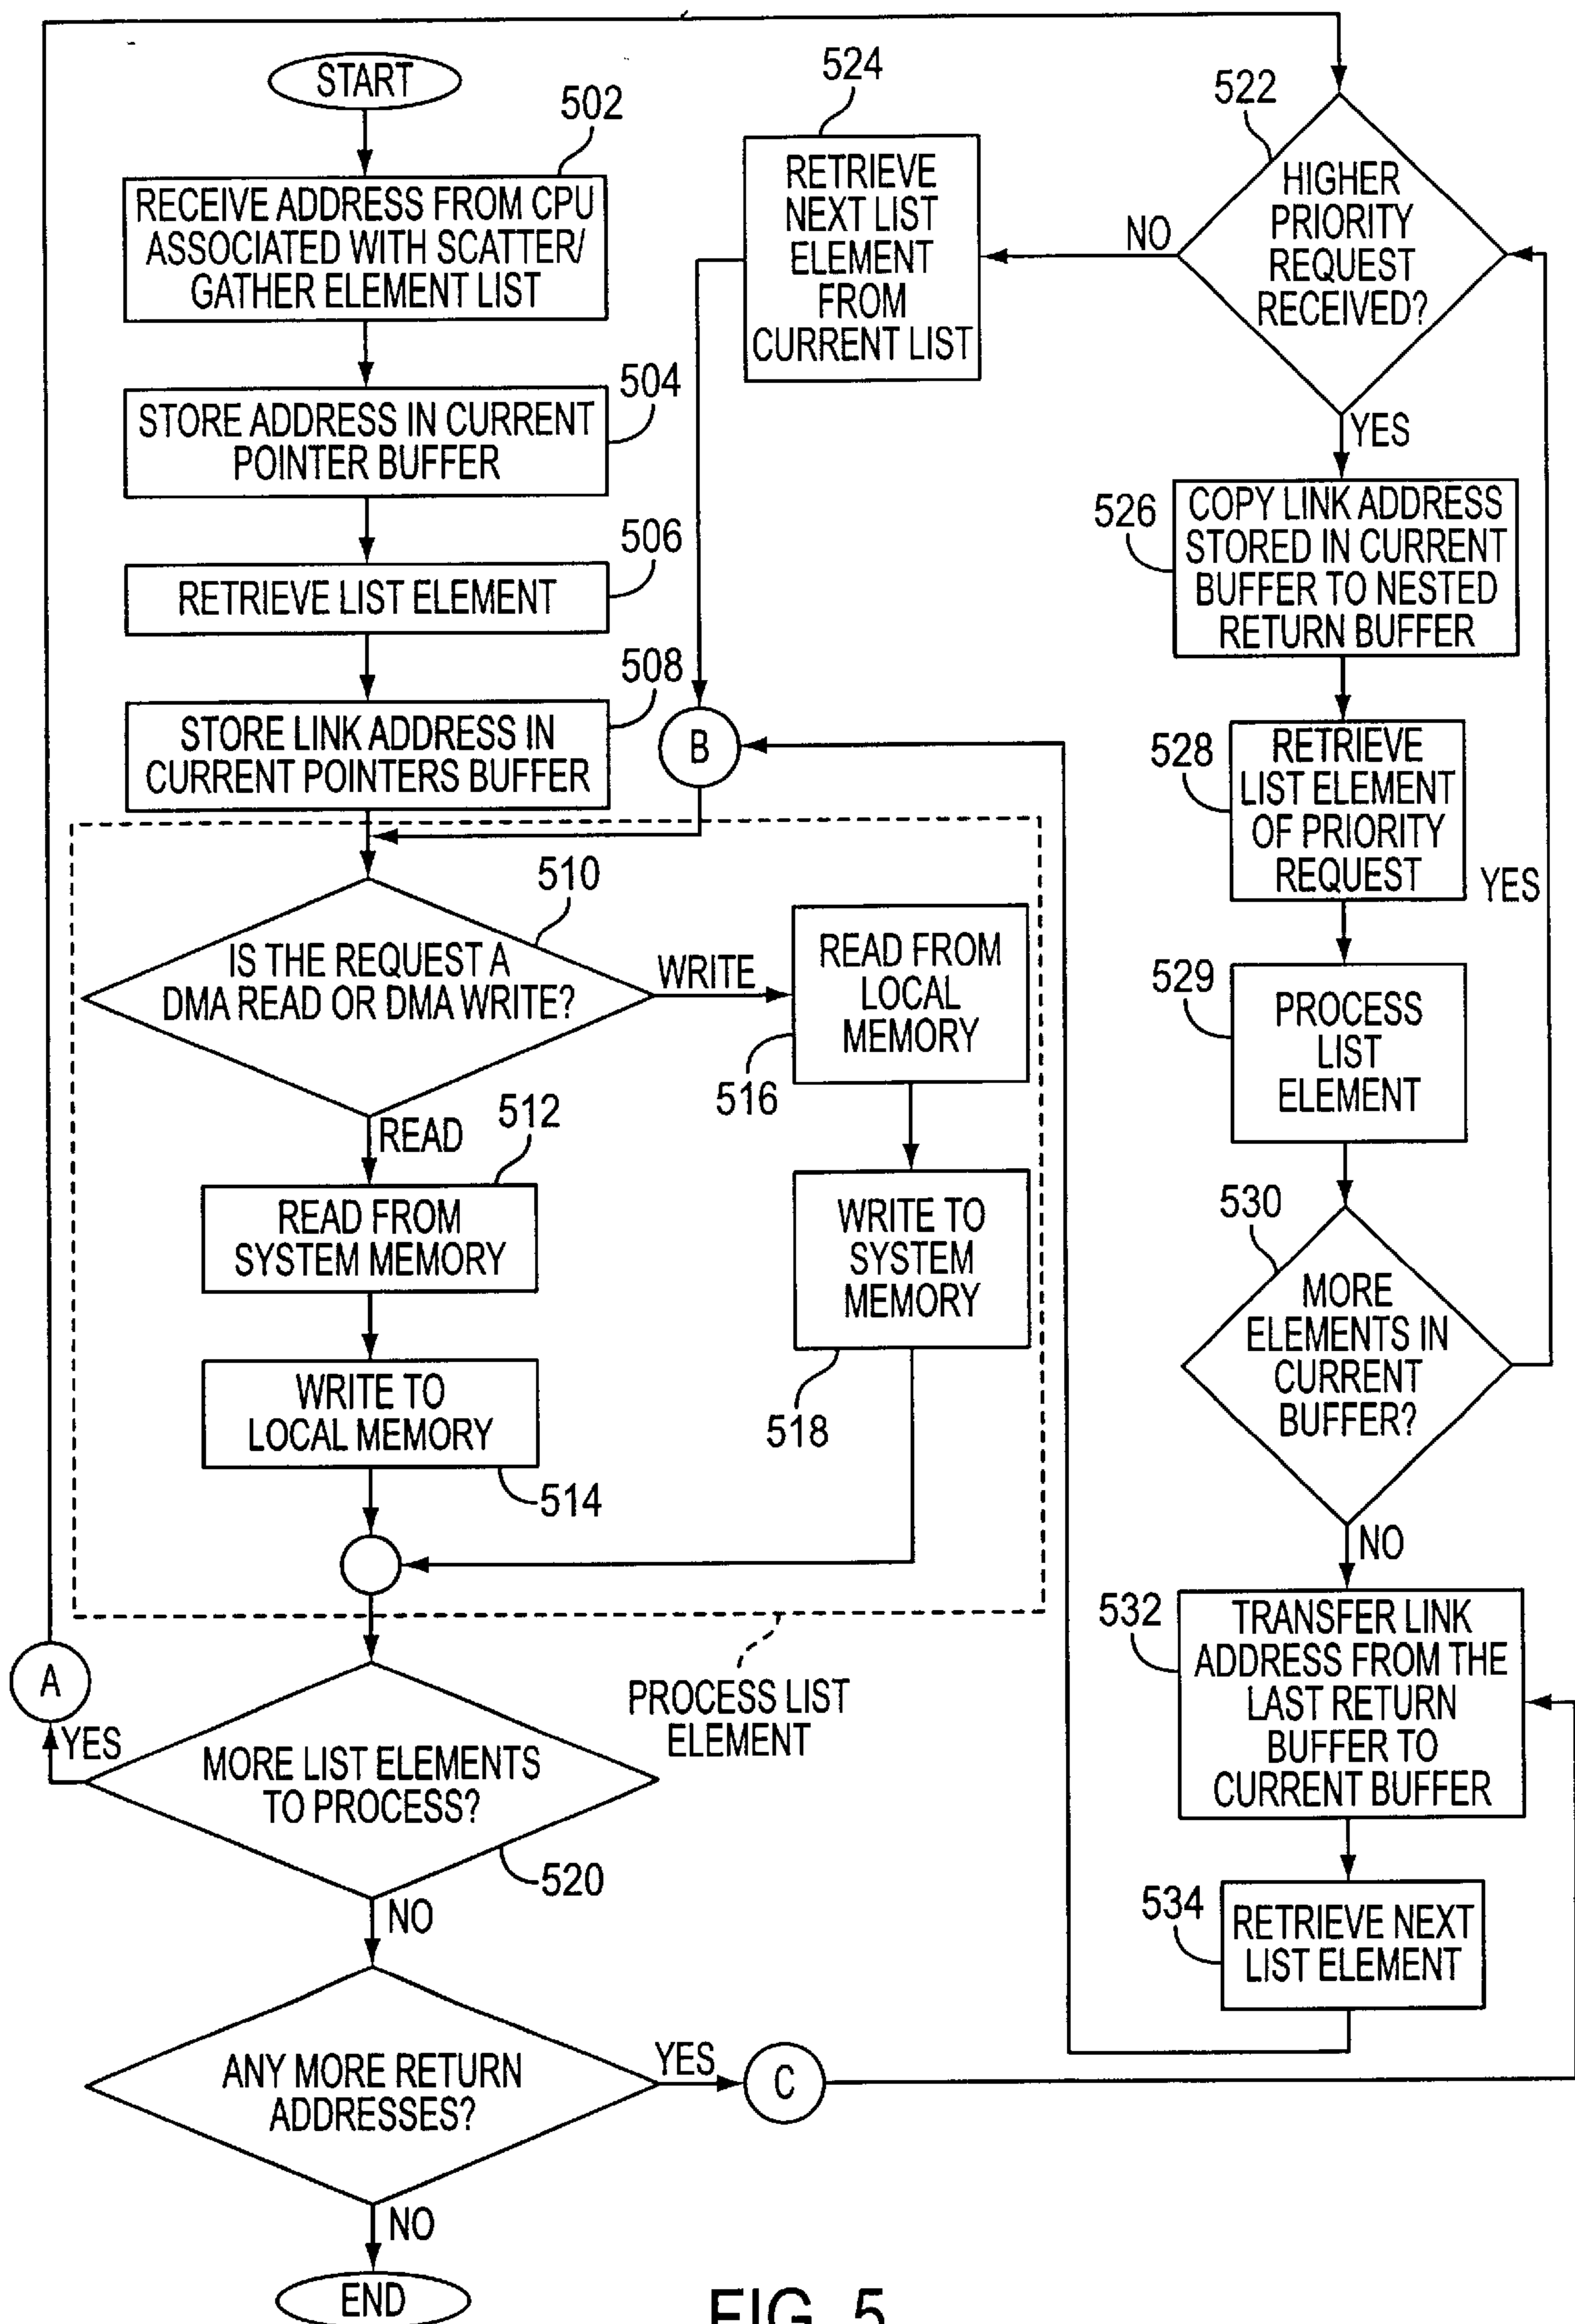 START
502
RECEIVE ADDRESS FROM CPU
ASSOCIATED WITH SCATTER/
GATHER ELEMENT LIST
504
STORE ADDRESS IN CURRENT
POINTER BUFFER
506
RETRIEVE LIST ELEMENT
508
STORE LINK ADDRESS IN
CURRENT POINTERS BUFFER
B
510
IS THE REQUEST A
DMA READ OR DMA WRITE?
WRITE
READ
512
READ FROM
SYSTEM MEMORY
WRITE TO
LOCAL MEMORY
514
READ FROM
LOCAL
MEMORY
516
WRITE TO
SYSTEM
MEMORY
518
PROCESS LIST
ELEMENT
A
YES
MORE LIST ELEMENTS
TO PROCESS?
520
NO
ANY MORE RETURN
ADDRESSES?
YES
C
NO
END
524
RETRIEVE
NEXT LIST
ELEMENT
FROM
CURRENT LIST
522
HIGHER
PRIORITY
REQUEST
RECEIVED?
NO
YES
526
COPY LINK ADDRESS
STORED IN CURRENT
BUFFER TO NESTED
RETURN BUFFER
528
RETRIEVE
LIST ELEMENT
OF PRIORITY
REQUEST
YES
529
PROCESS
LIST
ELEMENT
530
MORE
ELEMENTS IN
CURRENT
BUFFER?
NO
532
TRANSFER LINK
ADDRESS FROM THE
LAST RETURN
BUFFER TO
CURRENT BUFFER
534
RETRIEVE NEXT
LIST ELEMENT
FIG. 5